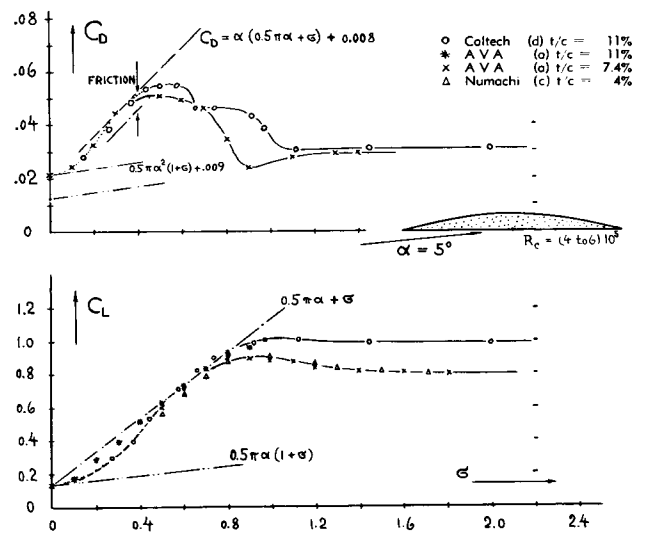 .08
C_D
C_D = α (0.5πα + σ) + 0.008
o Caltech (d) t/c = 11%
* A V A (a) t/c = 11%
x A V A (a) t/c = 7.4%
△ Numachi (c) t'c = 4%
.06
FRICTION
.04
0.5πα²(1+σ)+.009
.02
0
α = 5°
R_c = (4 to 6) 10⁵
C_L
1.2
0.5πα + σ
1.0
0.8
0.6
0.4
0.5πα(1+σ)
0.2
σ
0
0 0.4 0.8 1.2 1.6 2.0 2.4